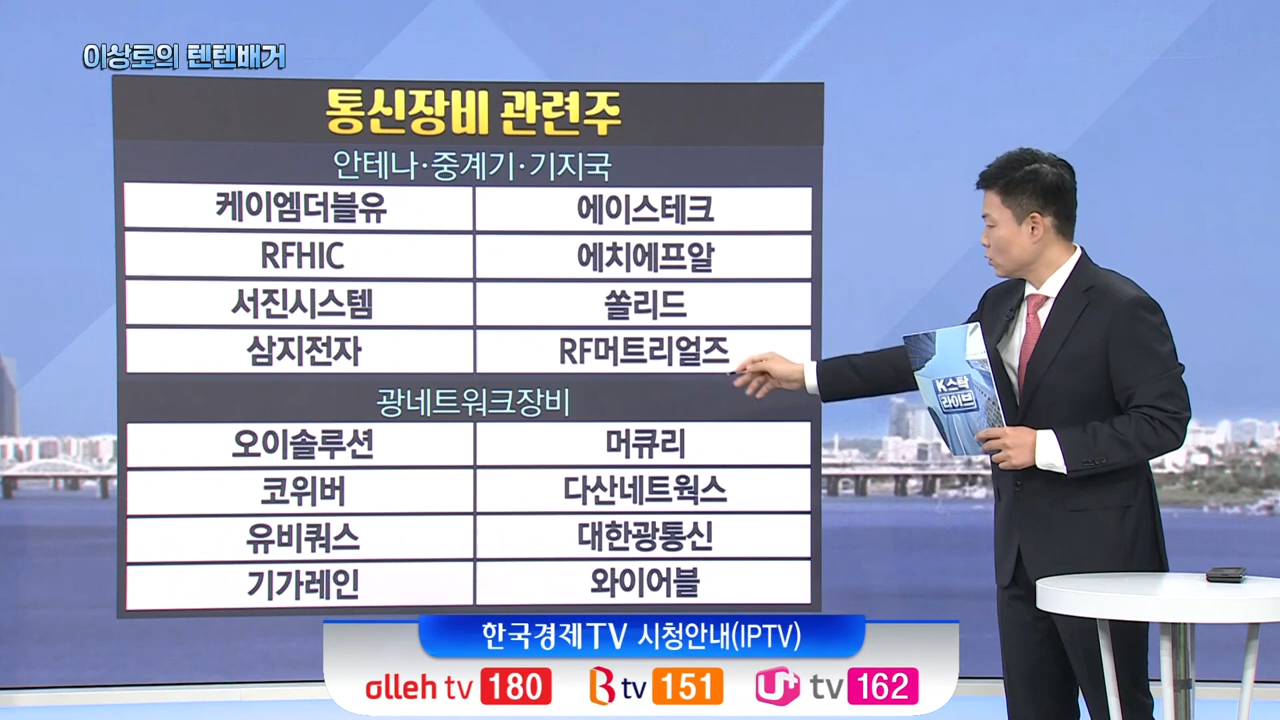 이상로의 텐텐배거
통신장비 관련주
안테나·중계기·기지국
케이엠더블유 에이스테크
RFHIC 에치에프알
서진시스템 쏠리드
삼지전자 RF머트리얼즈
광네트워크장비
오이솔루션 머큐리
코위버 다산네트웍스
유비쿼스 대한광통신
기가레인 와이어블
K스탁
라이브
한국경제TV 시청안내(IPTV)
olleh tv 180 B tv 151 U+ tv 162